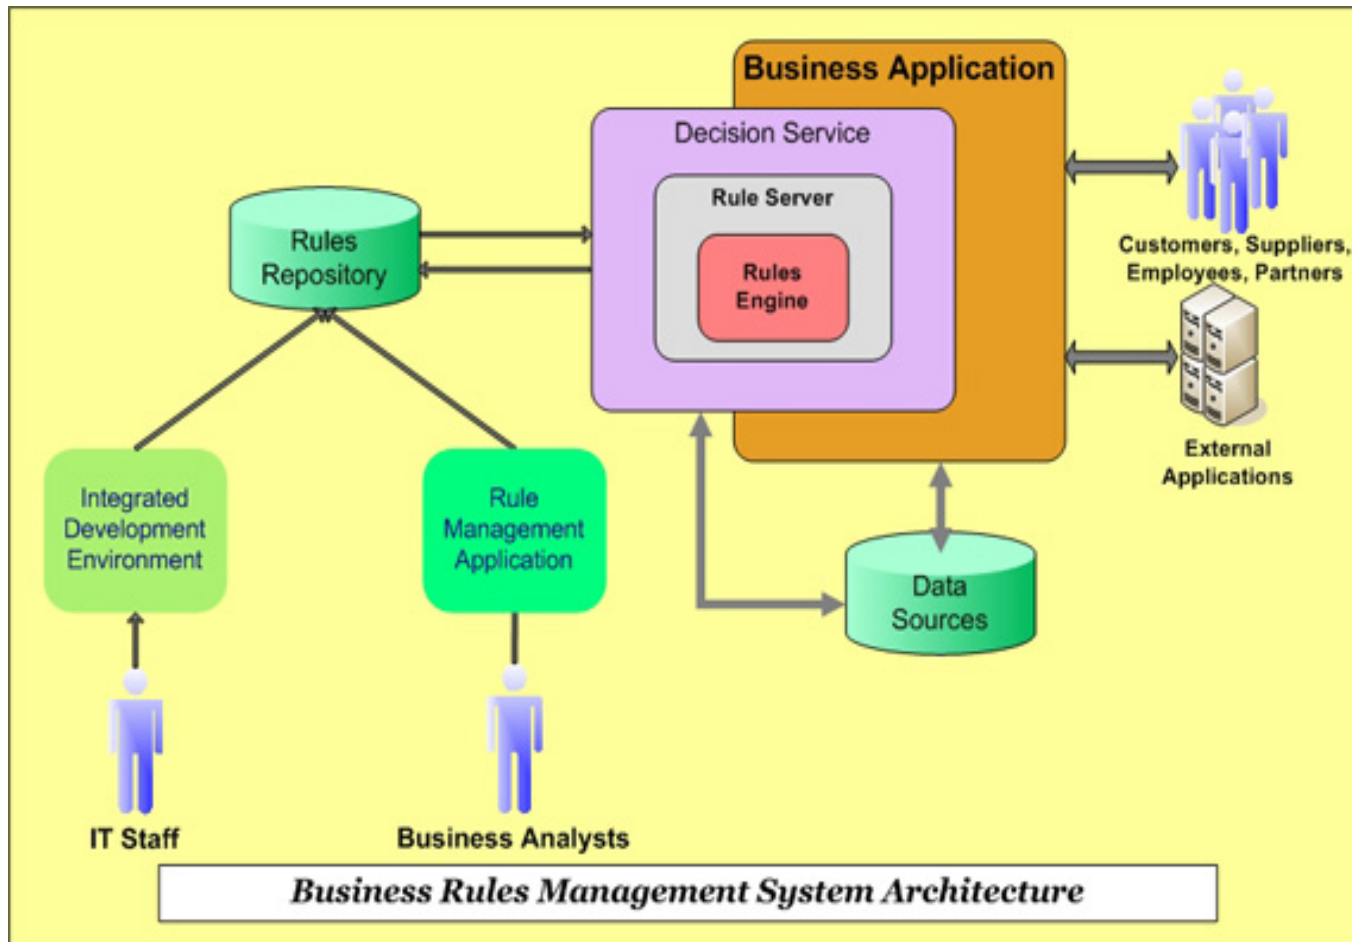 Business Application
Decision Service
Rule Server
Rules
Engine
Rules
Repository
Customers, Suppliers,
Employees, Partners
External
Applications
Integrated
Development
Environment
Rule
Management
Application
Data
Sources
IT Staff
Business Analysts
Business Rules Management System Architecture